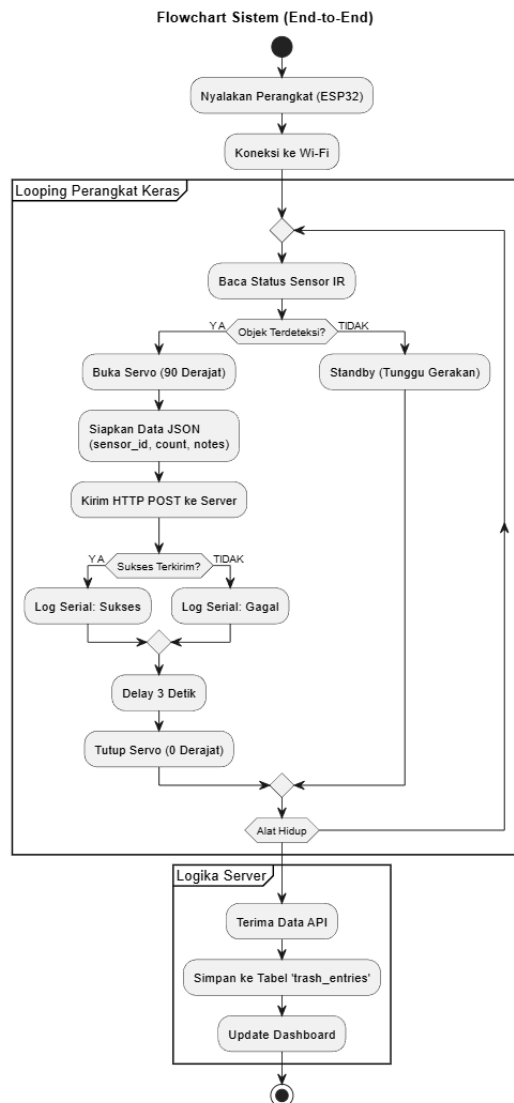 Flowchart Sistem (End-to-End)
Nyalakan Perangkat (ESP32)
Koneksi ke Wi-Fi
Looping Perangkat Keras
Baca Status Sensor IR
YA
Objek Terdeteksi?
TIDAK
Buka Servo (90 Derajat)
Standby (Tunggu Gerakan)
Siapkan Data JSON
(sensor_id, count, notes)
Kirim HTTP POST ke Server
YA
Sukses Terkirim?
TIDAK
Log Serial: Sukses
Log Serial: Gagal
Delay 3 Detik
Tutup Servo (0 Derajat)
Alat Hidup
Logika Server
Terima Data API
Simpan ke Tabel 'trash_entries'
Update Dashboard